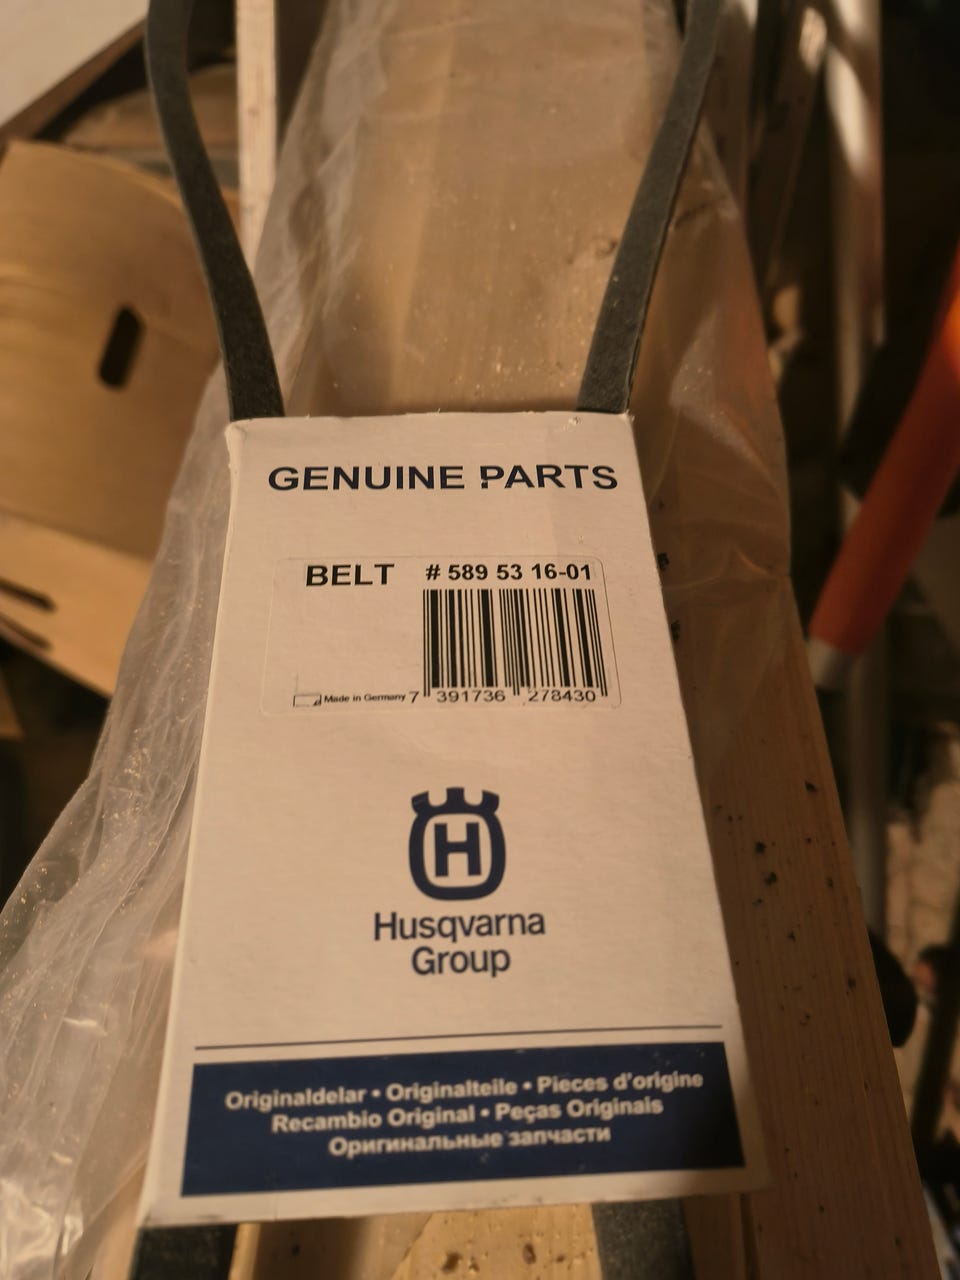 GENUINE PARTS
BELT # 589 53 16-01
Made in Germany 7 391736 278430
H
Husqvarna
Group
Originaldelar • Originalteile • Pieces d'origine
Recambio Original • Peças Originais
Оригинальные запчасти